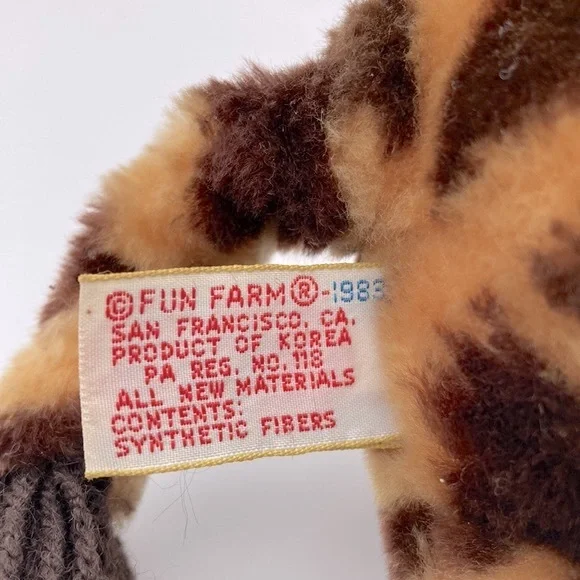 ©FUN FARM®-1983
SAN FRANCISCO, CA.
PRODUCT OF KOREA
PA REG. NO. 118
ALL NEW MATERIALS
CONTENTS:
SYNTHETIC FIBERS